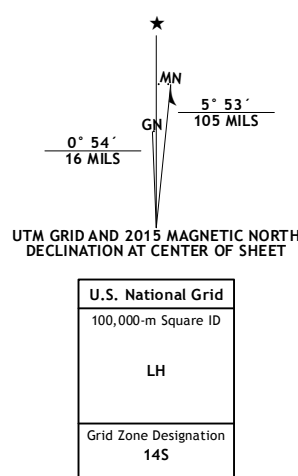 MN
GN
5° 53´
105 MILS
0° 54´
16 MILS
UTM GRID AND 2015 MAGNETIC NORTH
DECLINATION AT CENTER OF SHEET
U.S. National Grid
100,000-m Square ID
LH
Grid Zone Designation
14S